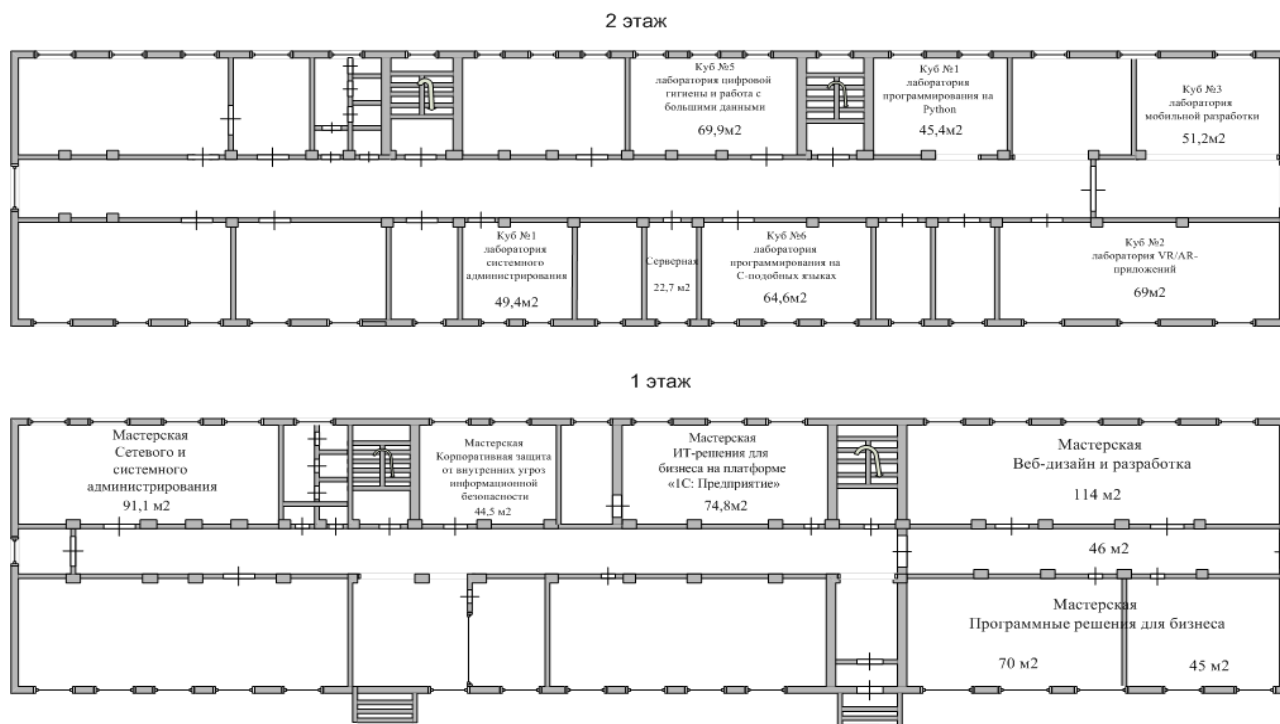 2 этаж
Куб №5
лаборатория цифровой
гигиены и работа с
большими данными
69,9м2
Куб №1
лаборатория
программирования на
Python
45,4м2
Куб №3
лаборатория
мобильной разработки
51,2м2
Куб №1
лаборатория
системного
администрирования
49,4м2
Серверная
22,7 м2
Куб №6
лаборатория
программирования на
С-подобных языках
64,6м2
Куб №2
лаборатория VR/AR-
приложений
69м2
1 этаж
Мастерская
Сетевого и
системного
администрирования
91,1 м2
Мастерская
Корпоративная защита
от внутренних угроз
информационной
безопасности
44,5 м2
Мастерская
ИТ-решения для
бизнеса на платформе
«1С: Предприятие»
74,8м2
Мастерская
Веб-дизайн и разработка
114 м2
46 м2
Мастерская
Программные решения для бизнеса
70 м2
45 м2